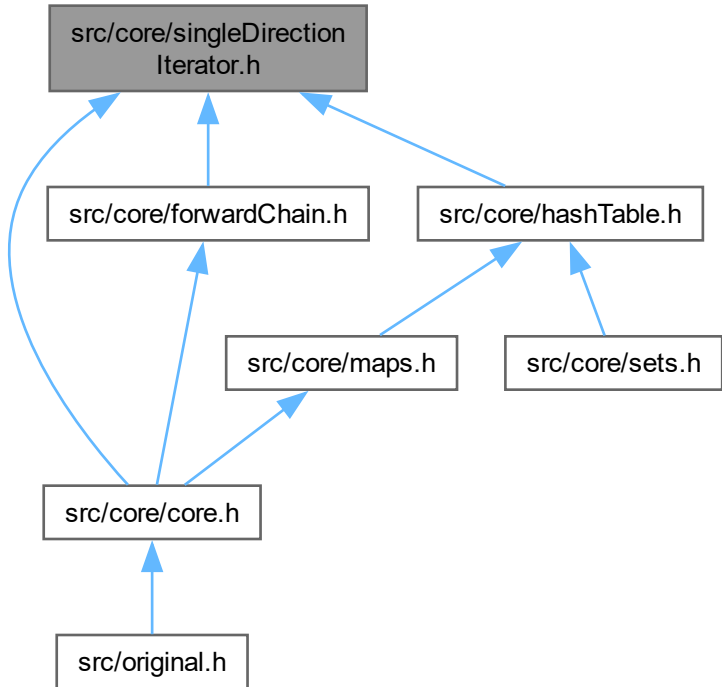 src/core/singleDirection
Iterator.h
src/core/forwardChain.h
src/core/hashTable.h
src/core/maps.h
src/core/sets.h
src/core/core.h
src/original.h